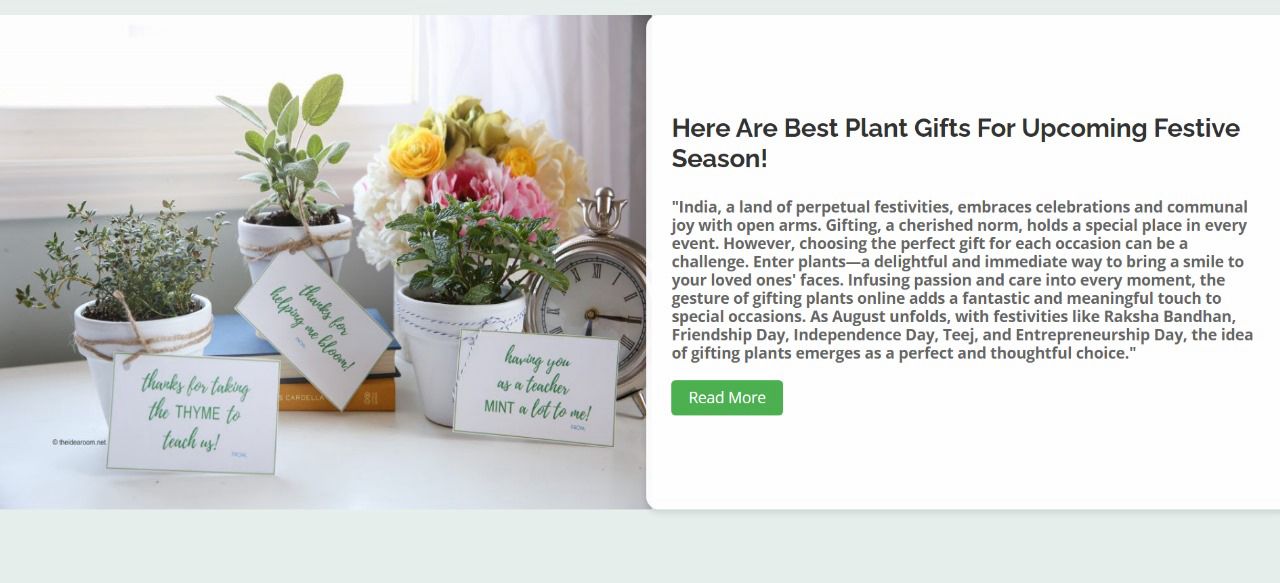 thanks for
helping me bloom!
FROM:
thanks for taking
the THYME to
teach us!
FROM:
having you
as a teacher
MINT a lot to me!
FROM:
S CARDELLA
© theidearoom.net
Here Are Best Plant Gifts For Upcoming Festive
Season!
"India, a land of perpetual festivities, embraces celebrations and communal
joy with open arms. Gifting, a cherished norm, holds a special place in every
event. However, choosing the perfect gift for each occasion can be a
challenge. Enter plants—a delightful and immediate way to bring a smile to
your loved ones' faces. Infusing passion and care into every moment, the
gesture of gifting plants online adds a fantastic and meaningful touch to
special occasions. As August unfolds, with festivities like Raksha Bandhan,
Friendship Day, Independence Day, Teej, and Entrepreneurship Day, the idea
of gifting plants emerges as a perfect and thoughtful choice."
Read More